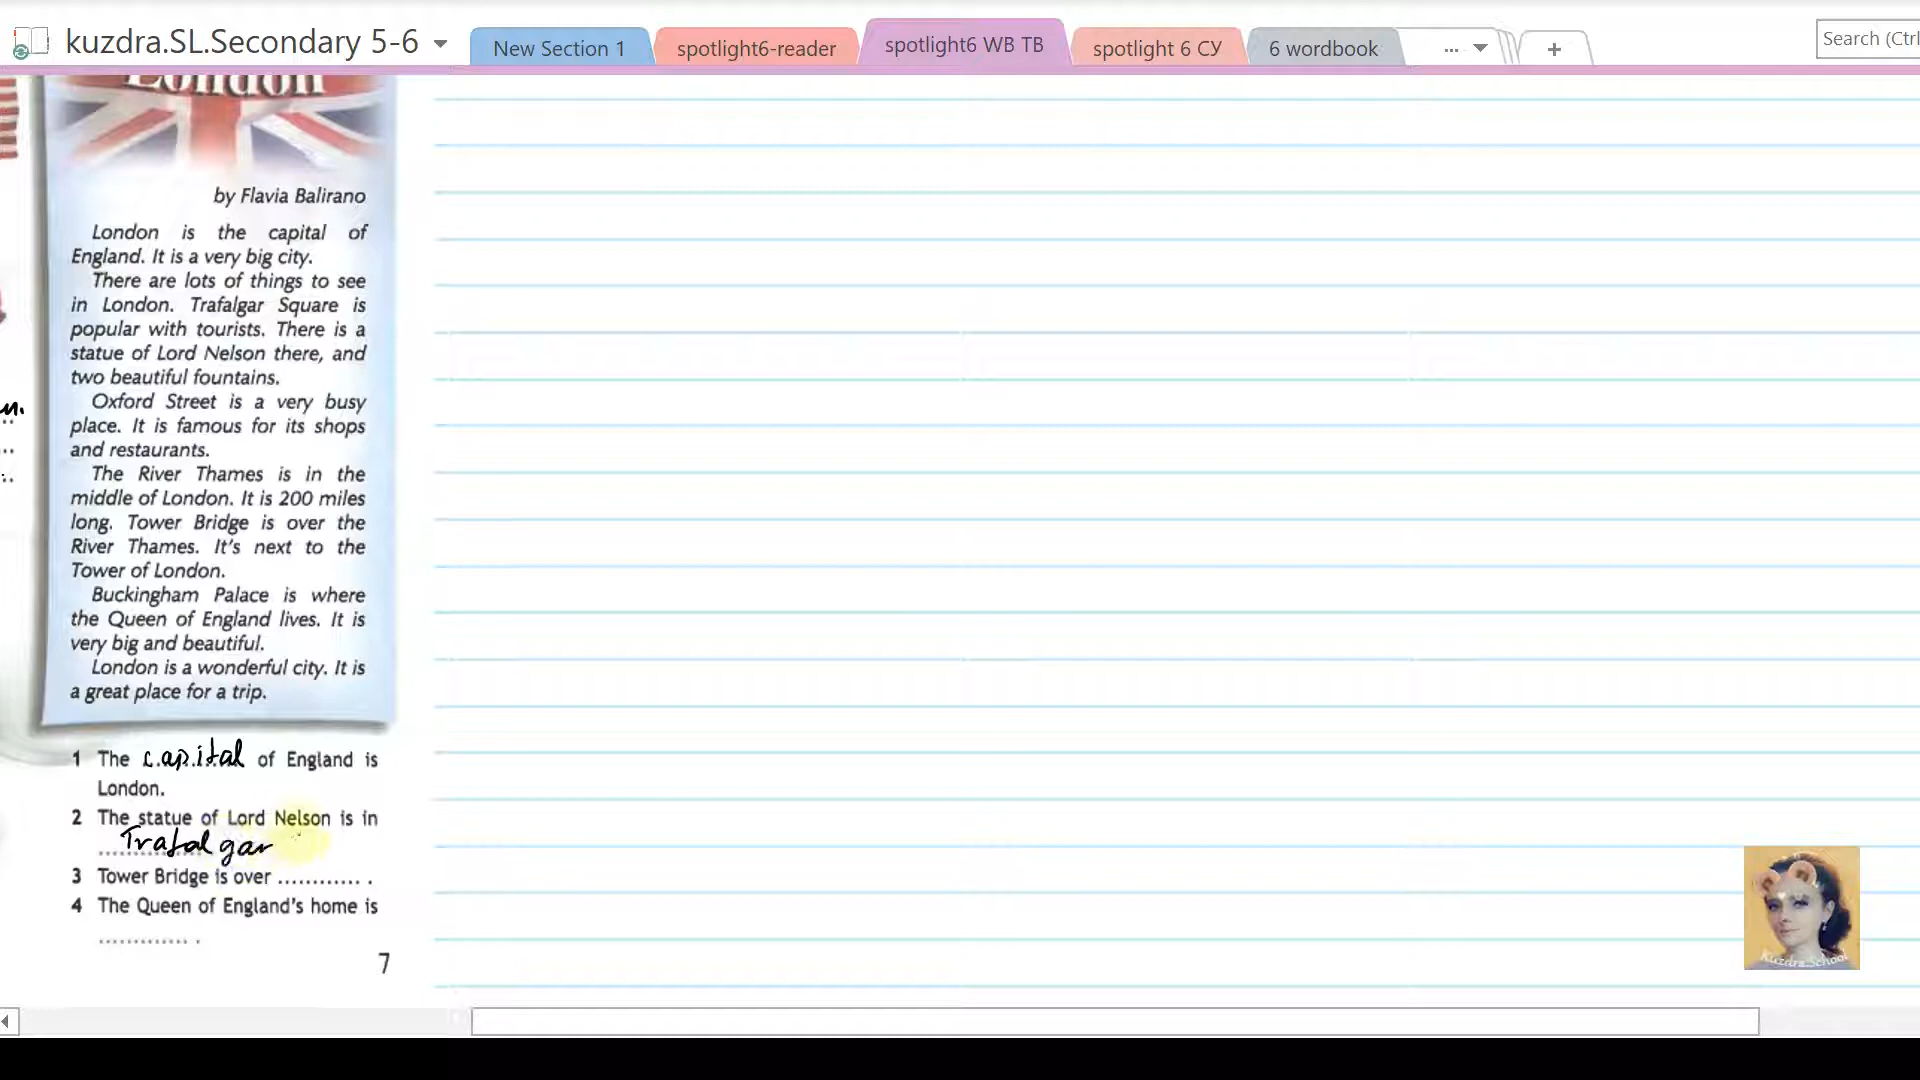 kuzdra.SL.Secondary 5-6
New Section 1
spotlight6-reader
spotlight6 WB TB
spotlight 6 СУ
6 wordbook
...
+
Search (Ctrl
London
by Flavia Balirano
London is the capital of
England. It is a very big city.
There are lots of things to see
in London. Trafalgar Square is
popular with tourists. There is a
statue of Lord Nelson there, and
two beautiful fountains.
Oxford Street is a very busy
place. It is famous for its shops
and restaurants.
The River Thames is in the
middle of London. It is 200 miles
long. Tower Bridge is over the
River Thames. It's next to the
Tower of London.
Buckingham Palace is where
the Queen of England lives. It is
very big and beautiful.
London is a wonderful city. It is
a great place for a trip.
1 The capital of England is
London.
2 The statue of Lord Nelson is in
Trafalgar
3 Tower Bridge is over ............ .
4 The Queen of England's home is
............. .
7
Kuzdra.School